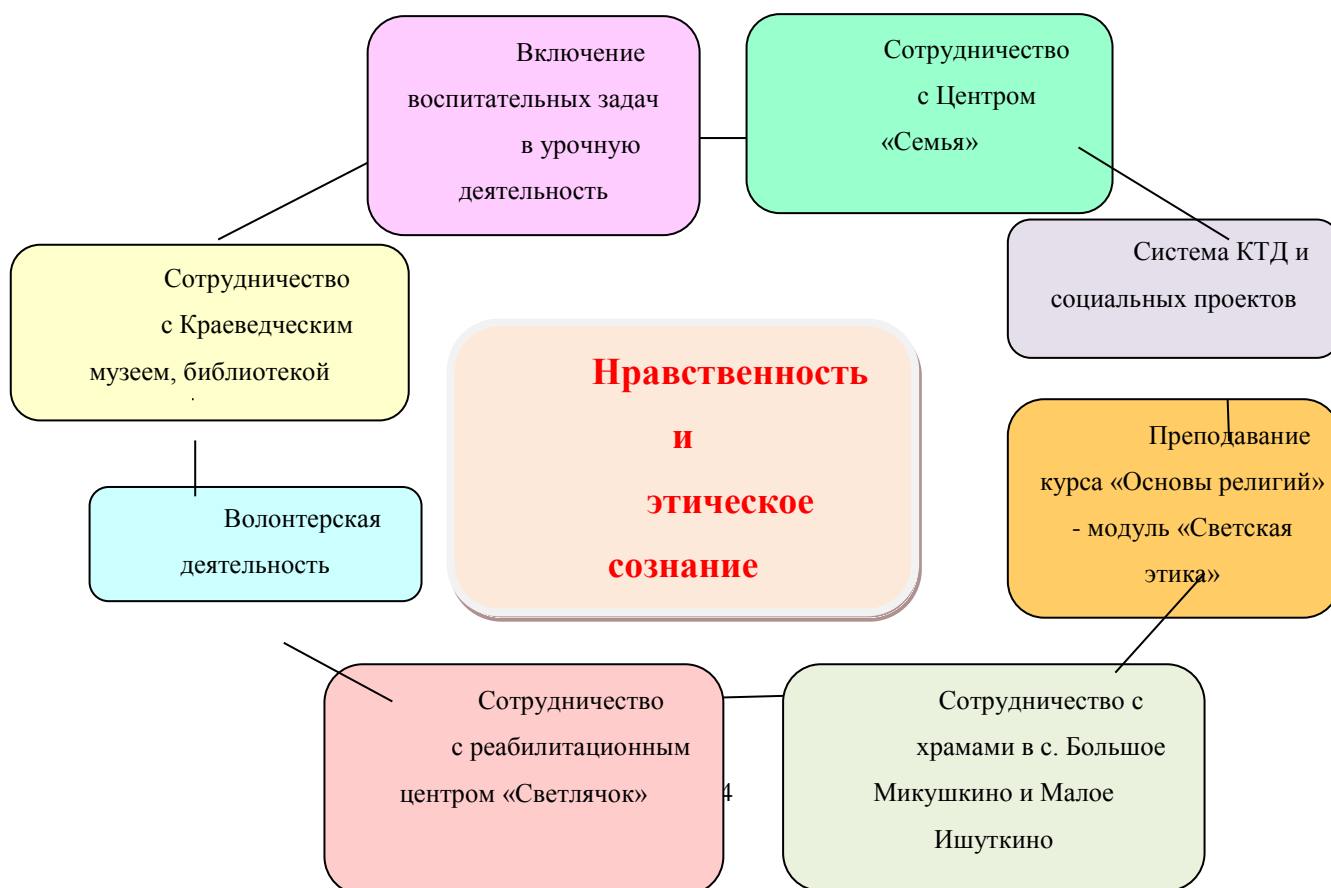 Включение
воспитательных задач
в урочную
деятельность
Сотрудничество
с Центром
«Семья»
Сотрудничество
с Краеведческим
музеем, библиотекой
Система КТД и
социальных проектов
Нравственность
и
этическое
сознание
Преподавание
курса «Основы религий»
- модуль «Светская
этика»
Волонтерская
деятельность
Сотрудничество
с реабилитационным
центром «Светлячок»
4
Сотрудничество с
храмами в с. Большое
Микушкино и Малое
Ишуткино